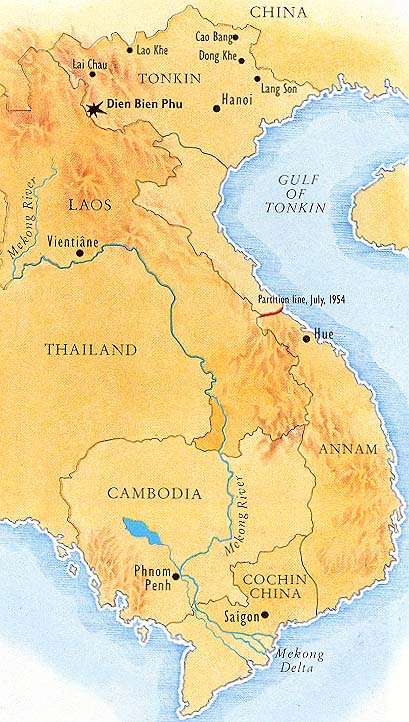 CHINA
Cao Bang
Lao Khe
Dong Khe
Lai Chau
TONKIN
Lang Son
Hanoi
Dien Bien Phu
GULF
OF
TONKIN
Mekong River
LAOS
Vientiâne
Partition line, July, 1954
Hue
THAILAND
ANNAM
CAMBODIA
Mekong River
Phnom
Penh
COCHIN
CHINA
Saigon
Mekong
Delta